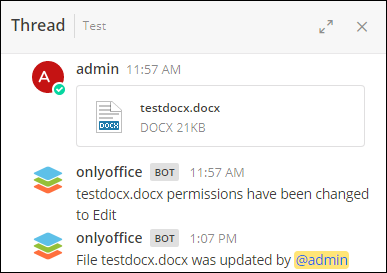 Thread Test
A admin 11:57 AM
testdocx.docx
DOCX DOCX 21KB
onlyoffice BOT 11:57 AM
testdocx.docx permissions have been changed
to Edit
onlyoffice BOT 1:07 PM
File testdocx.docx was updated by @admin